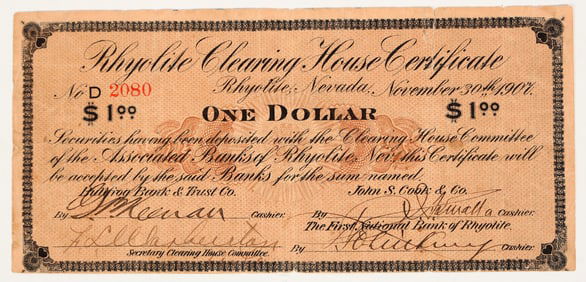 Rhyolite Clearing House Certificate
No D 2080 Rhyolite, Nevada, November 30th, 1907.
$1.00 ONE DOLLAR $1.00
Securities having been deposited with the Clearing House Committee
of the Associated Banks of Rhyolite Nev. this Certificate will
be accepted by the said Banks for the sum named.
Bank & Trust Co. John S. Cook & Co.
By Cashier. By Cashier.
The First National Bank of Rhyolite.
By Cashier.
Secretary Clearing House Committee.